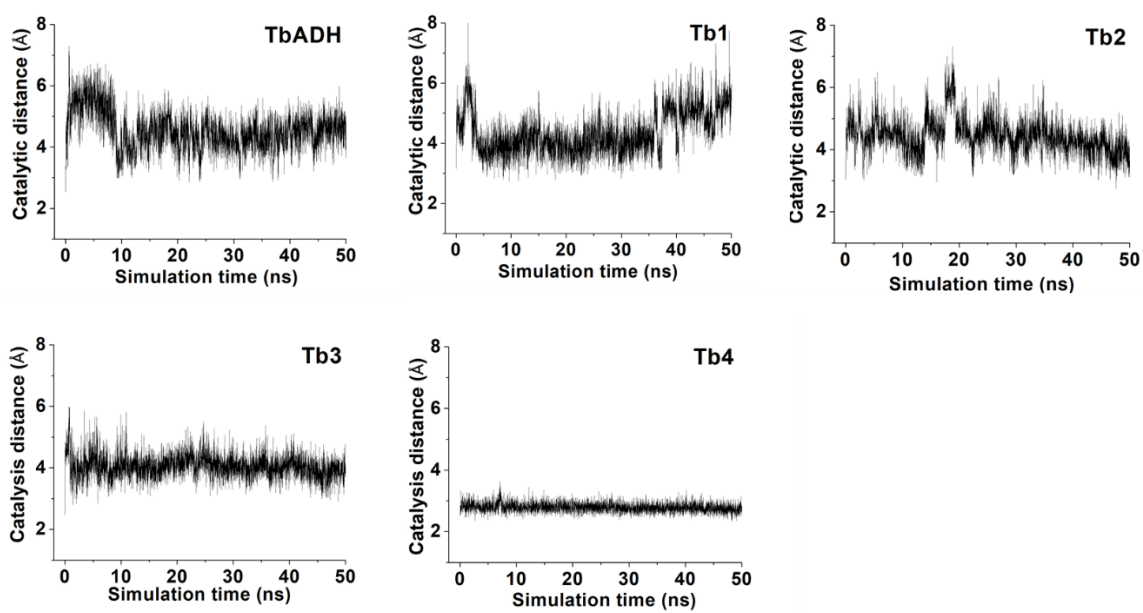 TbADH
Catalytic distance (Å)
8
6
4
2
0 10 20 30 40 50
Simulation time (ns)
Tb1
Catalytic distance (Å)
8
6
4
2
0 10 20 30 40 50
Simulation time (ns)
Tb2
Catalytic distance (Å)
8
6
4
2
0 10 20 30 40 50
Simulation time (ns)
Tb3
Catalysis distance (Å)
8
6
4
2
0 10 20 30 40 50
Simulation time (ns)
Tb4
Catalysis distance (Å)
8
6
4
2
0 10 20 30 40 50
Simulation time (ns)